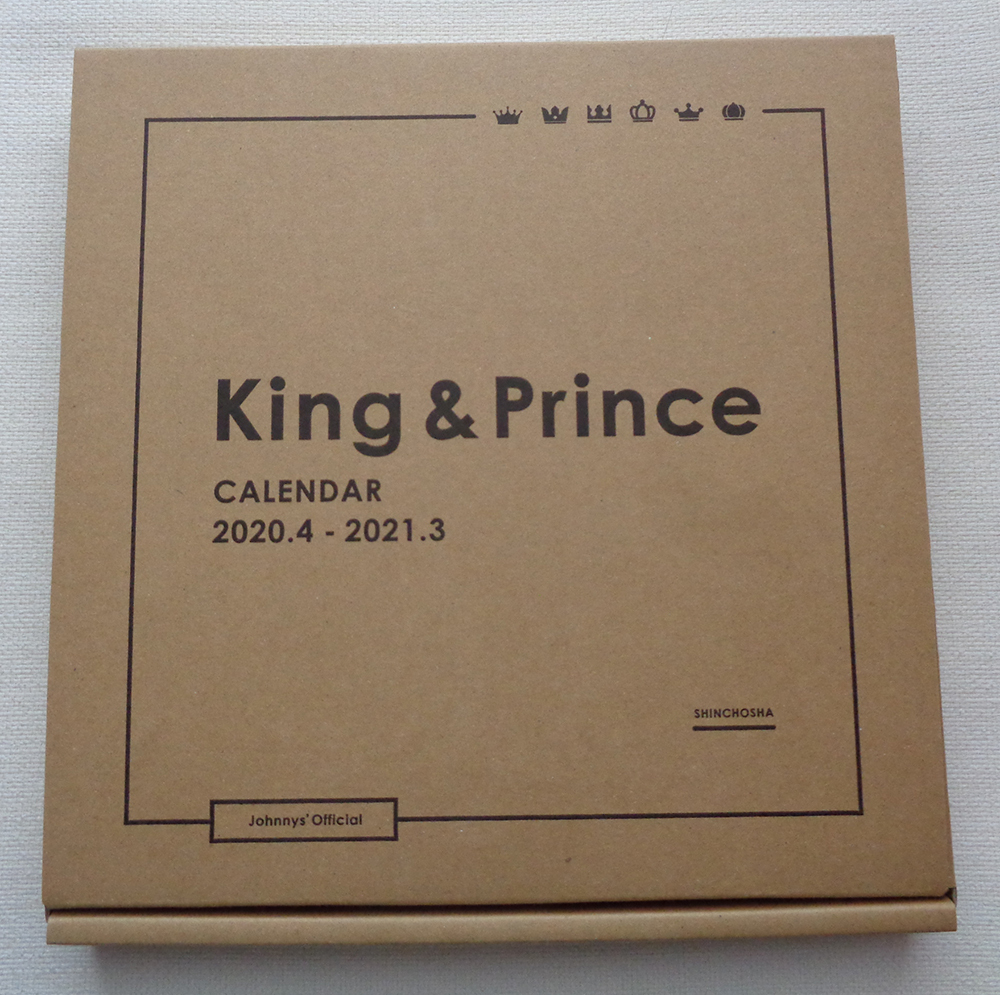 King & Prince
CALENDAR
2020.4 - 2021.3
SHINCHOSHA
Johnnys' Official